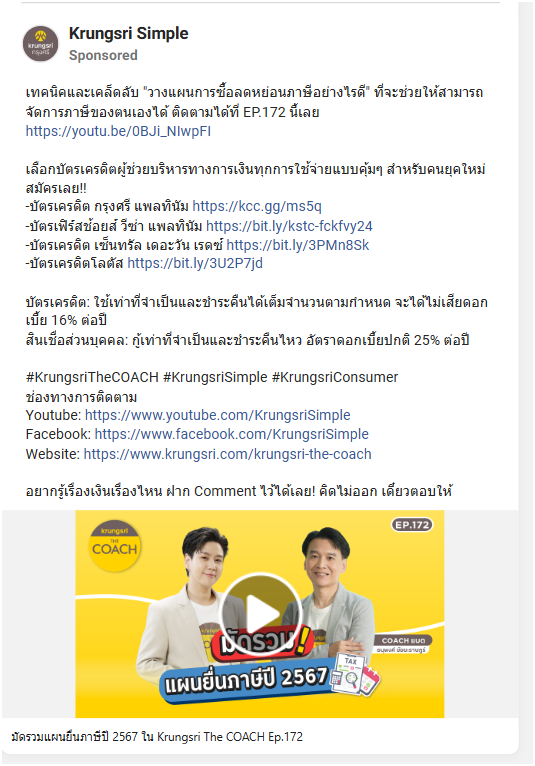 Krungsri Simple
Sponsored
krungsri
กรุงศรี
เทคนิคและเคล็ดลับ "วางแผนการซื้อลดหย่อนภาษีอย่างไรดี" ที่จะช่วยให้สามารถ
จัดการภาษีของตนเองได้ ติดตามได้ที่ EP.172 นี้เลย
https://youtu.be/0BJi_NIwpFI
เลือกบัตรเครดิตผู้ช่วยบริหารทางการเงินทุกการใช้จ่ายแบบคุ้มๆ สำหรับคนยุคใหม่
สมัครเลย!!
-บัตรเครดิต กรุงศรี แพลทินัม https://kcc.gg/ms5q
-บัตรเฟิร์สช้อยส์ วีซ่า แพลทินัม https://bit.ly/kstc-fckfvy24
-บัตรเครดิต เซ็นทรัล เดอะวัน เรดซ์ https://bit.ly/3PMn8Sk
-บัตรเครดิตโลตัส https://bit.ly/3U2P7jd
บัตรเครดิต: ใช้เท่าที่จำเป็นและชำระคืนได้เต็มจำนวนตามกำหนด จะได้ไม่เสียดอก
เบี้ย 16% ต่อปี
สินเชื่อส่วนบุคคล: กู้เท่าที่จำเป็นและชำระคืนไหว อัตราดอกเบี้ยปกติ 25% ต่อปี
#KrungsriTheCOACH #KrungsriSimple #KrungsriConsumer
ช่องทางการติดตาม
Youtube: https://www.youtube.com/KrungsriSimple
Facebook: https://www.facebook.com/KrungsriSimple
Website: https://www.krungsri.com/krungsri-the-coach
อยากรู้เรื่องเงินเรื่องไหน ฝาก Comment ไว้ได้เลย! คิดไม่ออก เดี๋ยวตอบให้
krungsri
THE
COACH
EP.172
มัดรวม!
แผนยื่นภาษีปี 2567
TAX
มัดรวมแผนยื่นภาษีปี 2567 ใน Krungsri The COACH Ep.172